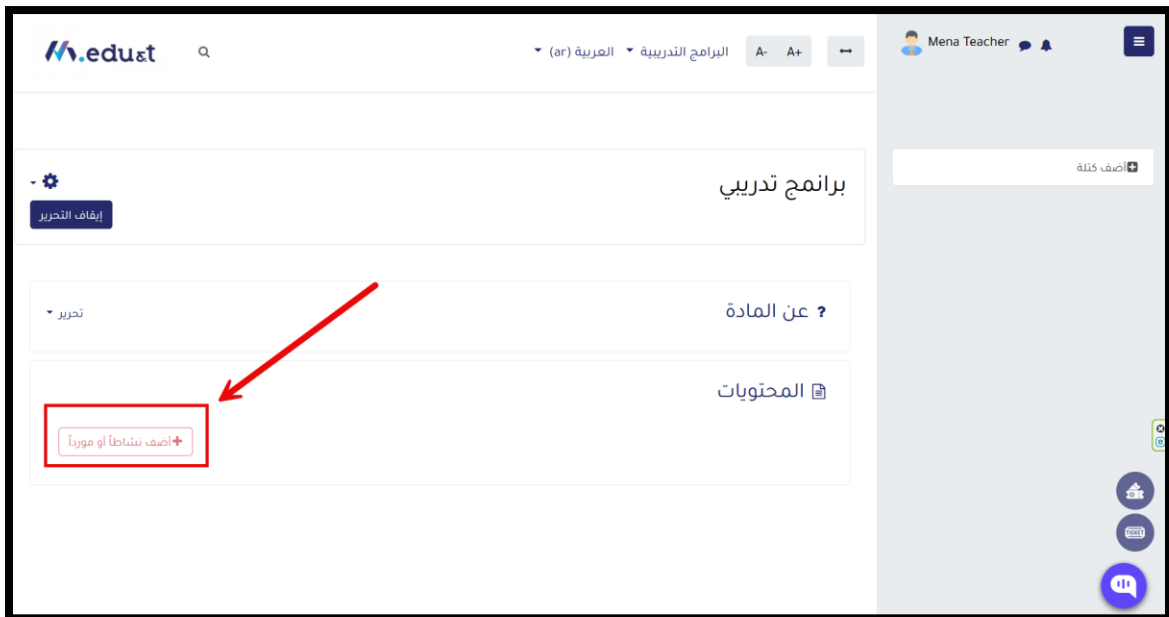 Mena Teacher
A- A+ البرامج التدريبية العربية (ar)
M.eduet
أضف كتلة
برانمج تدريبي
إيقاف التحرير
? عن المادة
تحرير
المحتويات
+أضف نشاطاً أو مورداً
TICKET